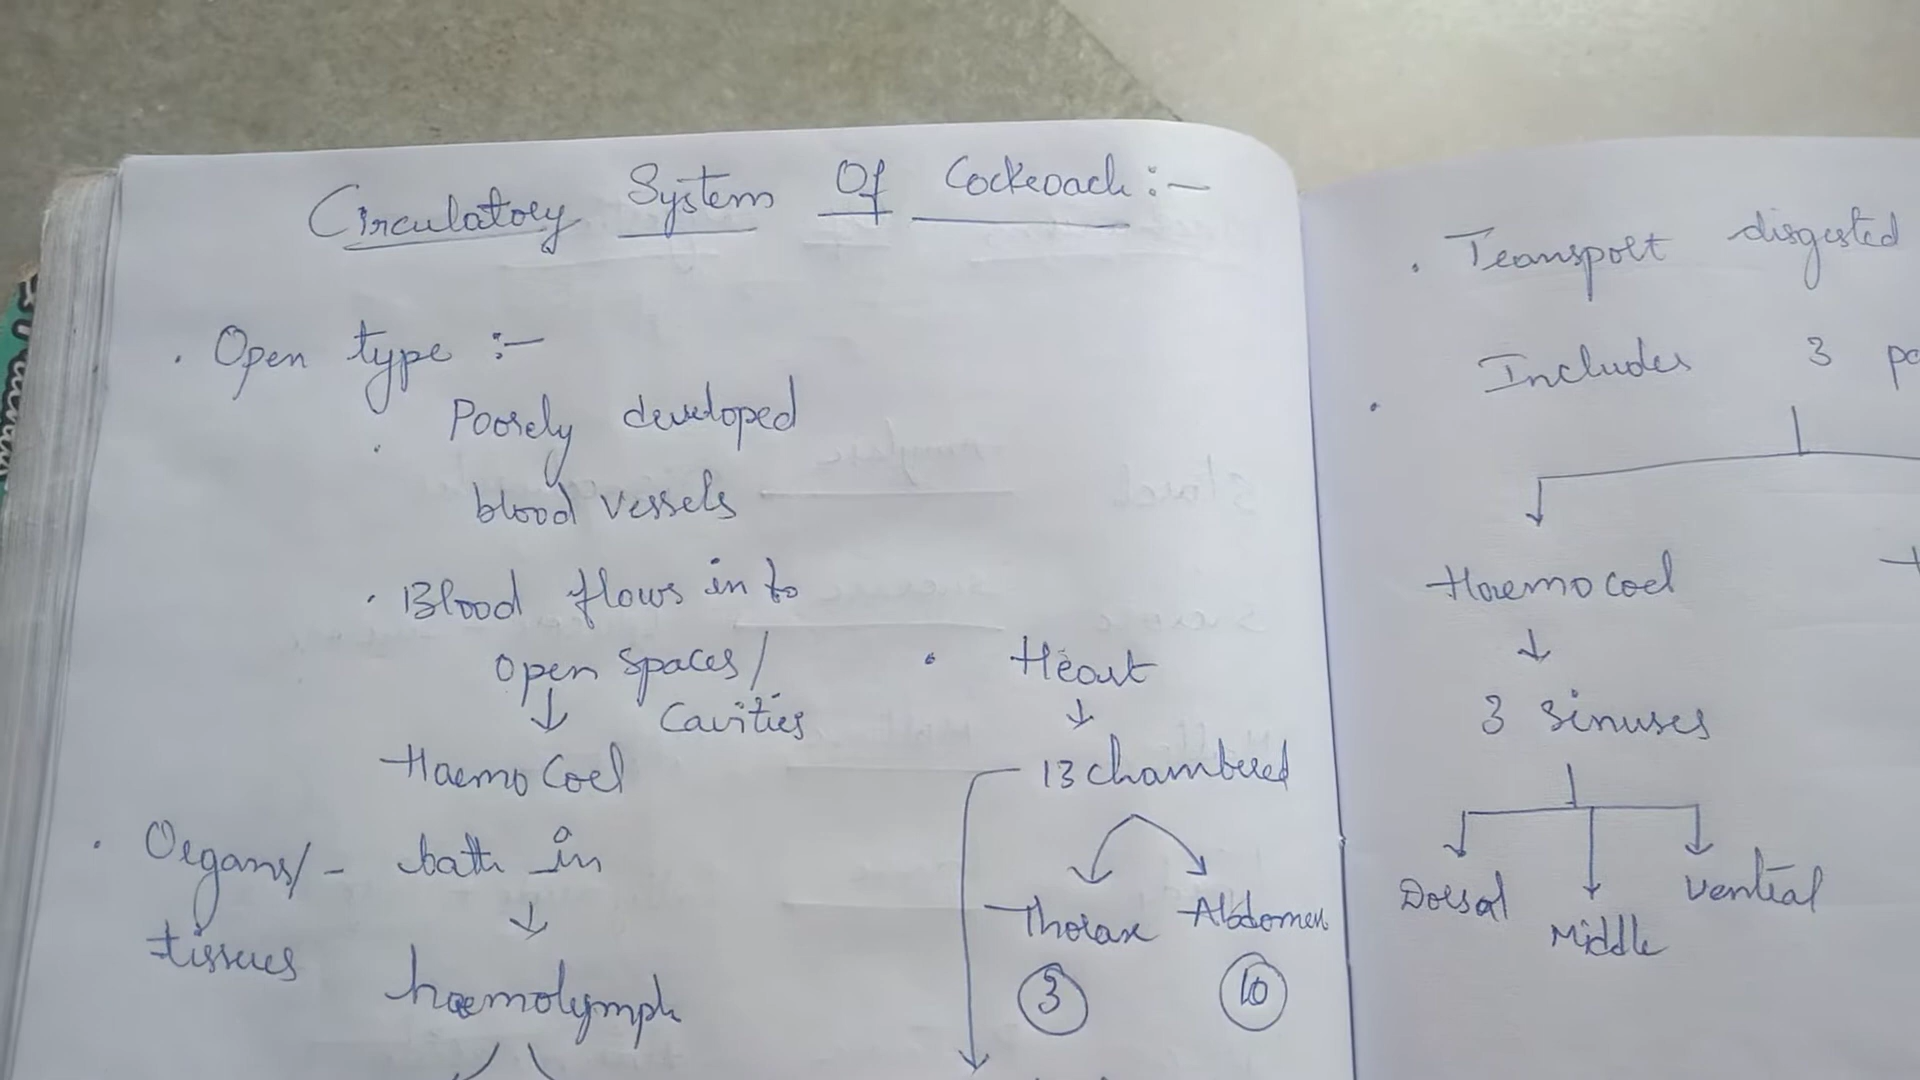 Circulatory System Of Cockroach :-
. Open type :-
Poorely developed
blood vessels
. Blood flows in to
open spaces/
Cavities
Haemo Coel
. Organs/ - bath in
tissues
haemolymph
. Heart
13 chambered
Thorax Abdomen
3 10
. Transport disgested
. Includes 3
Haemo coel
3 sinuses
Dorsal
Middle
Ventral